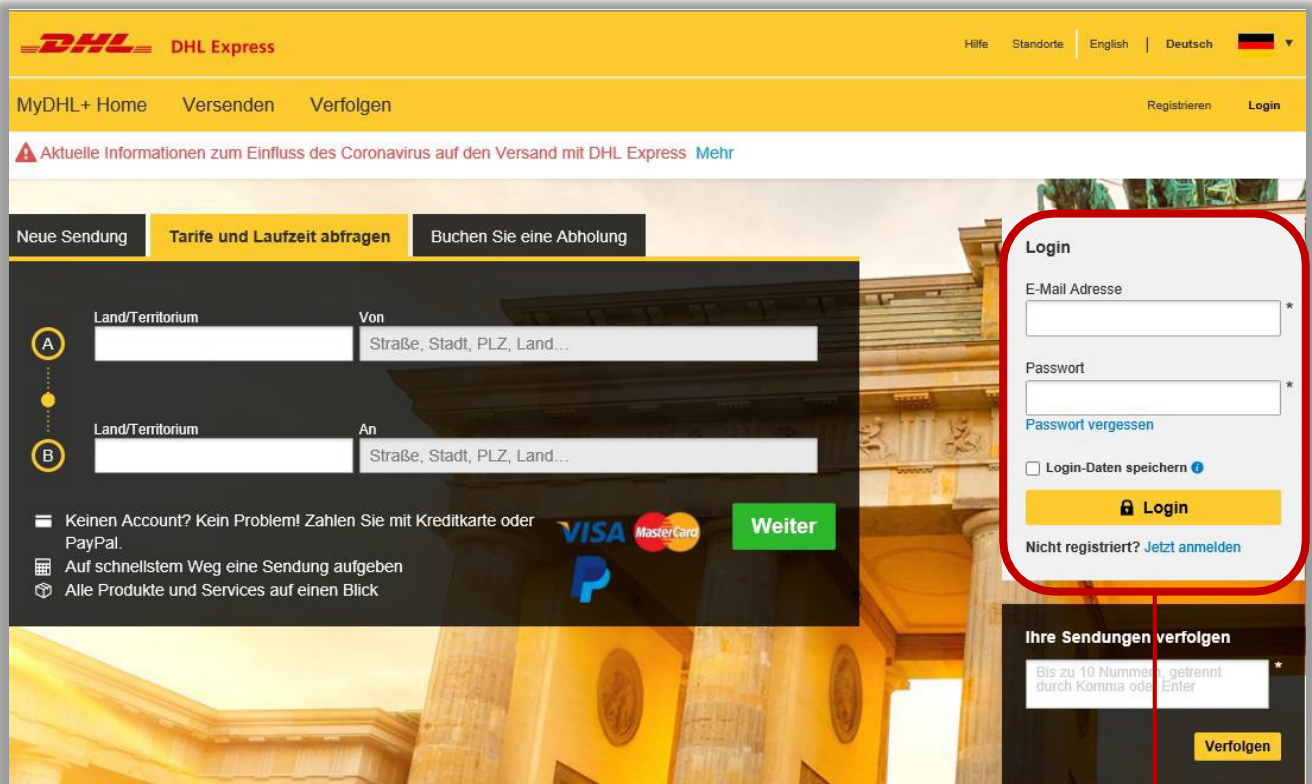 DHL DHL Express
Hilfe Standorte English | Deutsch
MyDHL+ Home Versenden Verfolgen
Registrieren Login
Aktuelle Informationen zum Einfluss des Coronavirus auf den Versand mit DHL Express Mehr
Neue Sendung Tarife und Laufzeit abfragen Buchen Sie eine Abholung
Land/Territorium Von
A
Straße, Stadt, PLZ, Land...
Land/Territorium An
B
Straße, Stadt, PLZ, Land...
Keinen Account? Kein Problem! Zahlen Sie mit Kreditkarte oder
PayPal.
Auf schnellstem Weg eine Sendung aufgeben
Alle Produkte und Services auf einen Blick
VISA MasterCard
Weiter
Login
E-Mail Adresse
*
Passwort
*
Passwort vergessen
Login-Daten speichern
Login
Nicht registriert? Jetzt anmelden
Ihre Sendungen verfolgen
Bis zu 10 Nummern, getrennt
durch Komma oder Enter
*
Verfolgen